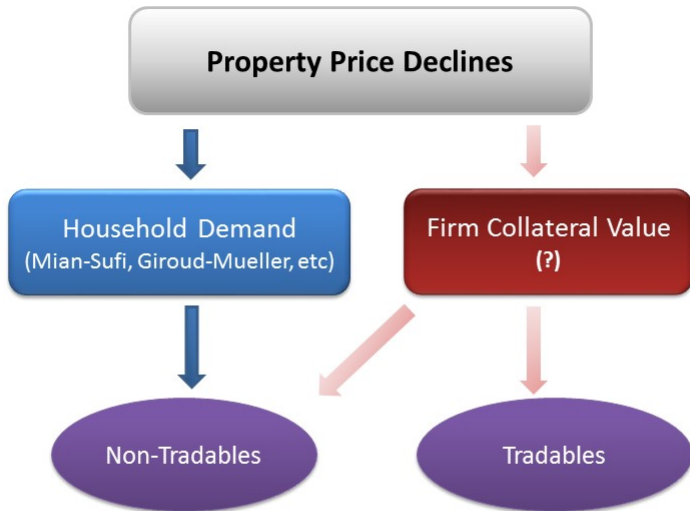 Property Price Declines
Household Demand
(Mian-Sufi, Giroud-Mueller, etc)
Firm Collateral Value
(?)
Non-Tradables
Tradables